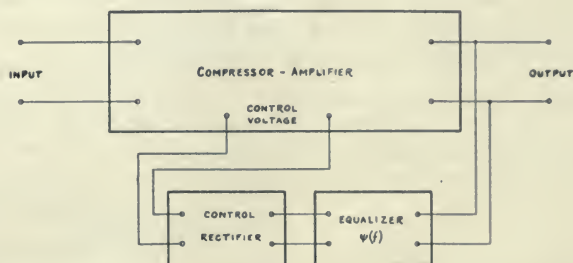 INPUT
COMPRESSOR - AMPLIFIER
OUTPUT
CONTROL
VOLTAGE
CONTROL
RECTIFIER
EQUALIZER
ψ(f)